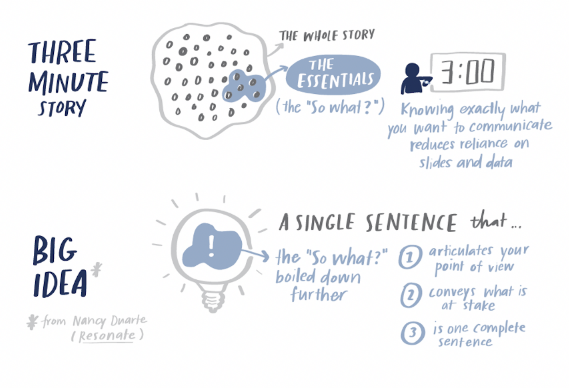 THREE
MINUTE
STORY
THE WHOLE STORY
THE
ESSENTIALS
(the "So what?")
3:00
Knowing exactly what
you want to communicate
reduces reliance on
slides and data
BIG
IDEA*
* from Nancy Duarte
(Resonate)
!
A SINGLE SENTENCE that...
the "So what?"
boiled down
further
1 articulates your
point of view
2 conveys what is
at stake
3 is one complete
sentence